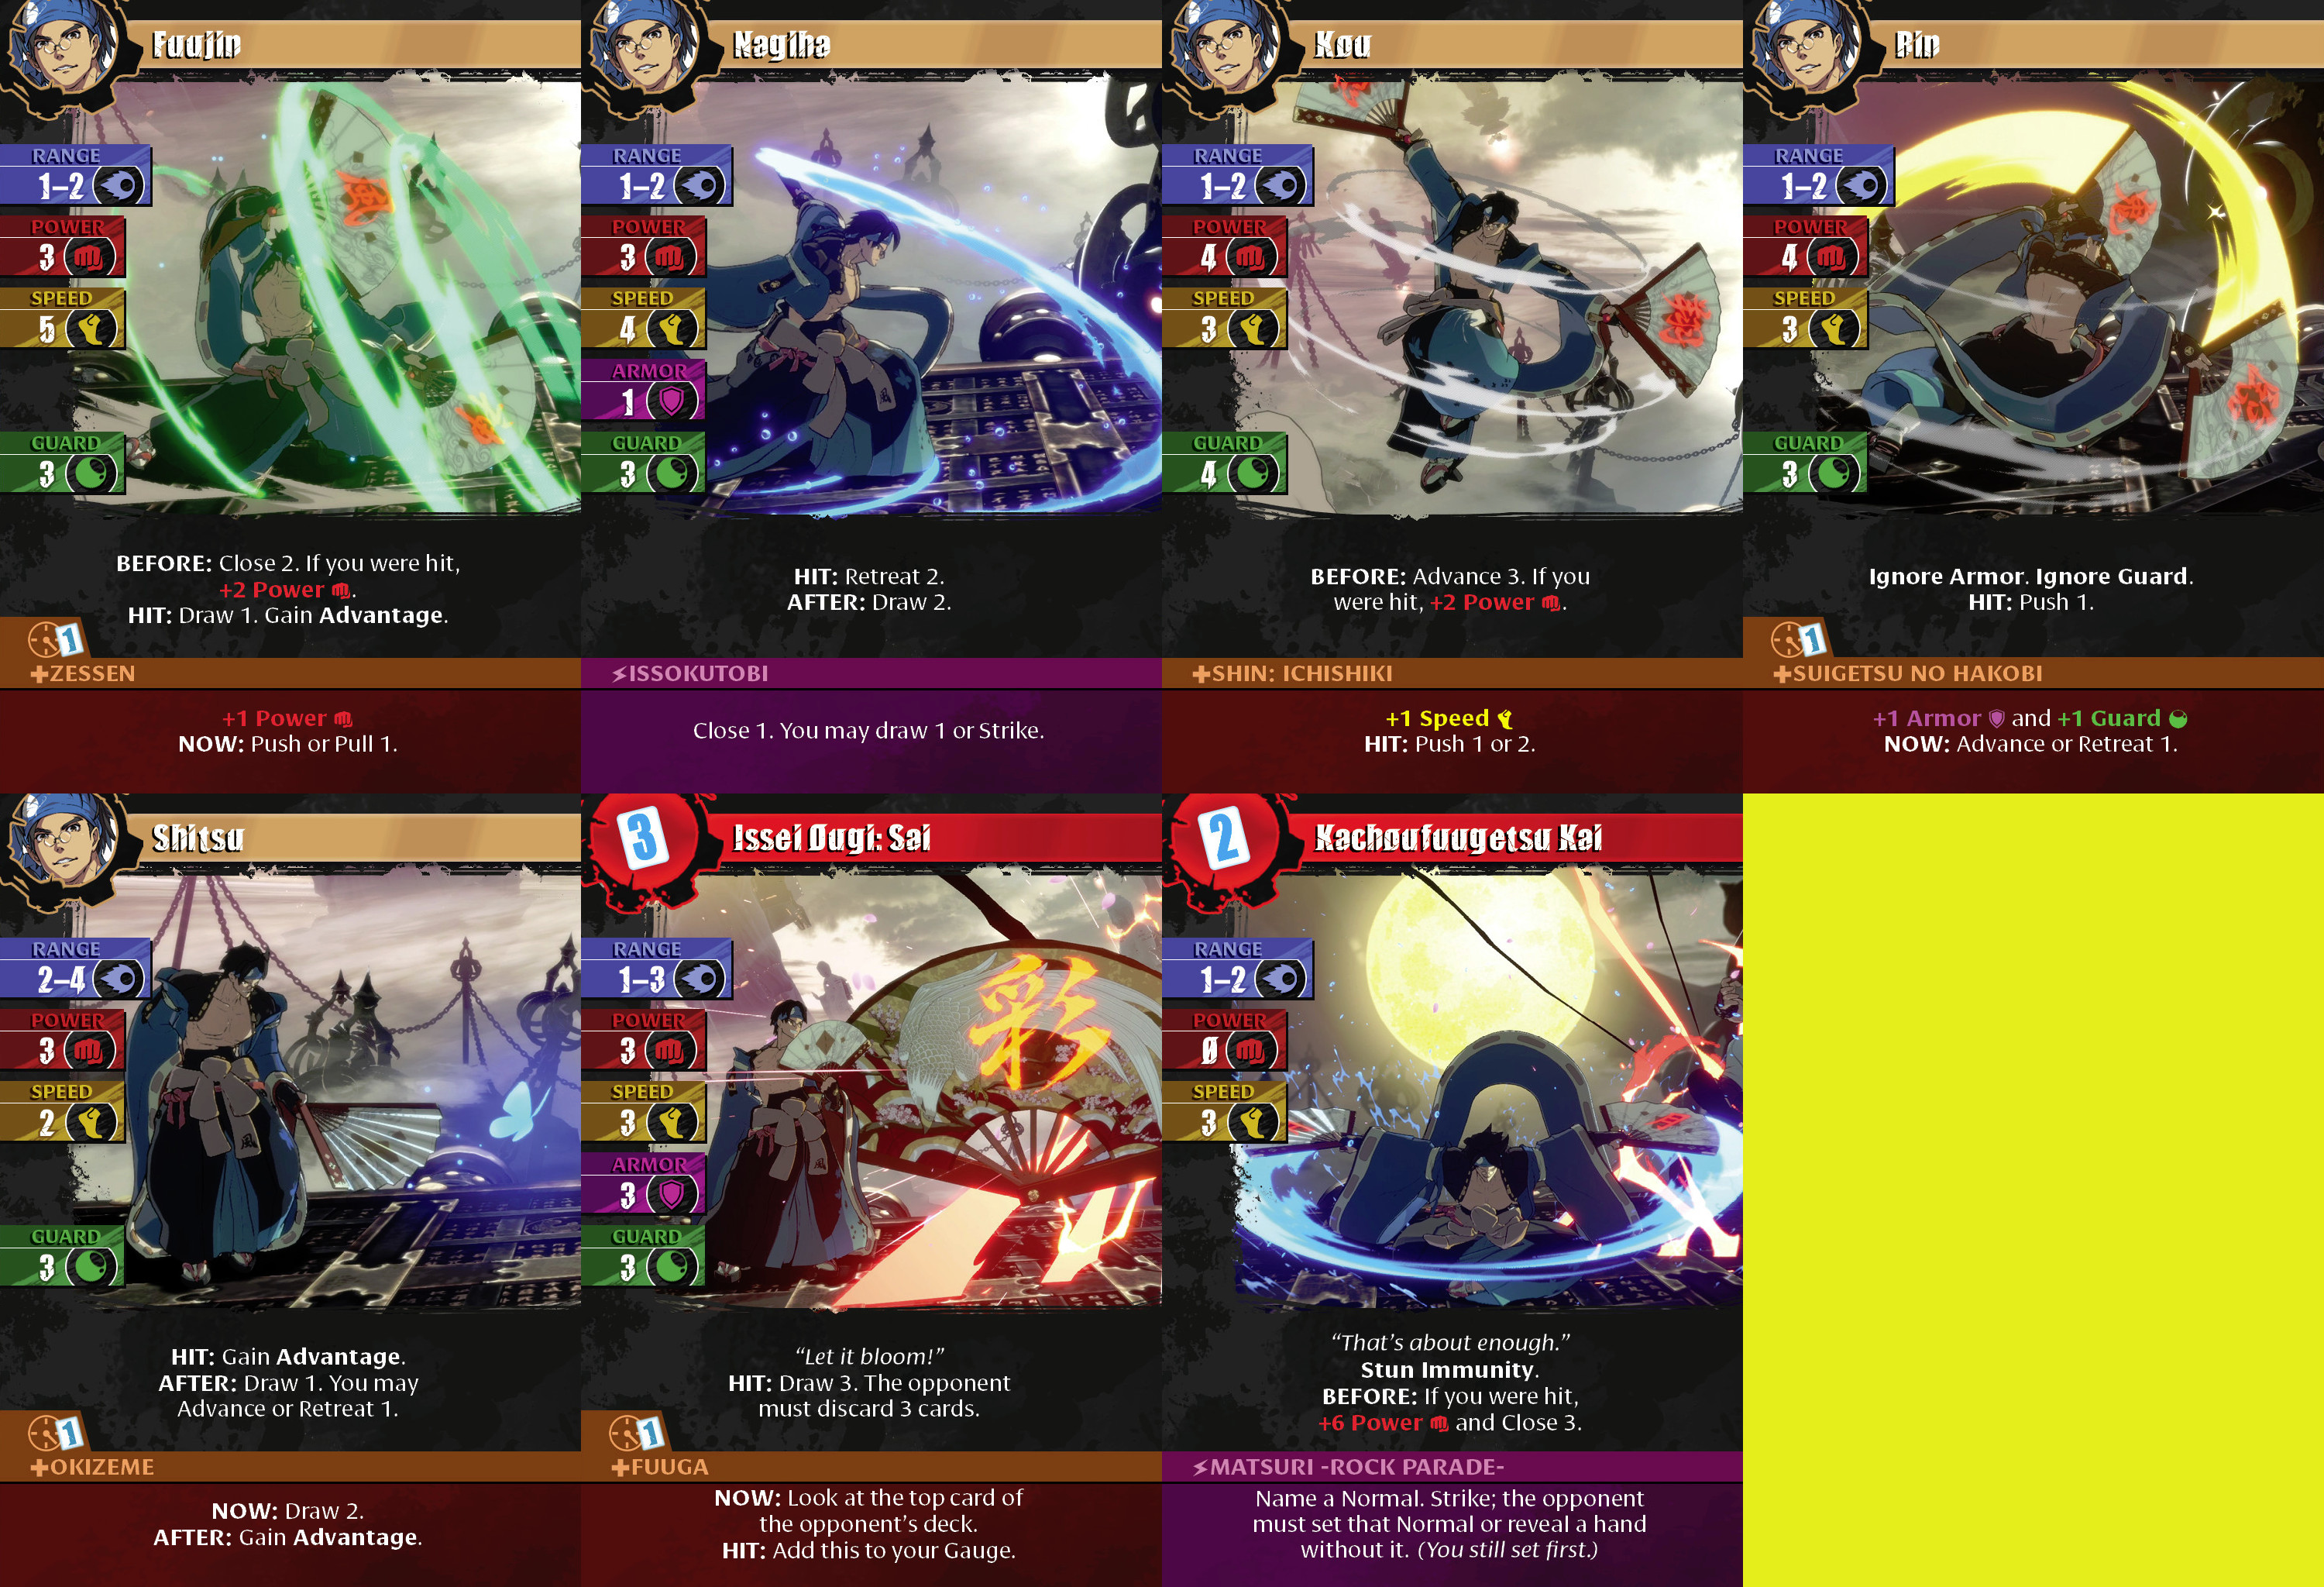 Fuujin
RANGE
1–2
POWER
3
SPEED
5
GUARD
3
風
BEFORE: Close 2. If you were hit,
+2 Power.
HIT: Draw 1. Gain Advantage.
1
+ZESSEN
+1 Power
NOW: Push or Pull 1.
Nagiha
RANGE
1–2
POWER
3
SPEED
4
ARMOR
1
GUARD
3
HIT: Retreat 2.
AFTER: Draw 2.
⚡ISSOKUTOBI
Close 1. You may draw 1 or Strike.
Kou
RANGE
1–2
POWER
4
SPEED
3
GUARD
4
BEFORE: Advance 3. If you
were hit, +2 Power.
+SHIN: ICHISHIKI
+1 Speed
HIT: Push 1 or 2.
Rin
RANGE
1–2
POWER
4
SPEED
3
GUARD
3
Ignore Armor. Ignore Guard.
HIT: Push 1.
1
+SUIGETSU NO HAKOBI
+1 Armor and +1 Guard
NOW: Advance or Retreat 1.
Shitsu
RANGE
2–4
POWER
3
SPEED
2
GUARD
3
HIT: Gain Advantage.
AFTER: Draw 1. You may
Advance or Retreat 1.
1
+OKIZEME
NOW: Draw 2.
AFTER: Gain Advantage.
3
Issei Ougi: Sai
RANGE
1–3
POWER
3
SPEED
3
ARMOR
3
GUARD
3
彩
“Let it bloom!”
HIT: Draw 3. The opponent
must discard 3 cards.
1
+FUUGA
NOW: Look at the top card of
the opponent’s deck.
HIT: Add this to your Gauge.
2
Kachoufuugetsu Kai
RANGE
1–2
POWER
0
SPEED
3
“That’s about enough.”
Stun Immunity.
BEFORE: If you were hit,
+6 Power and Close 3.
⚡MATSURI -ROCK PARADE-
Name a Normal. Strike; the opponent
must set that Normal or reveal a hand
without it. (You still set first.)